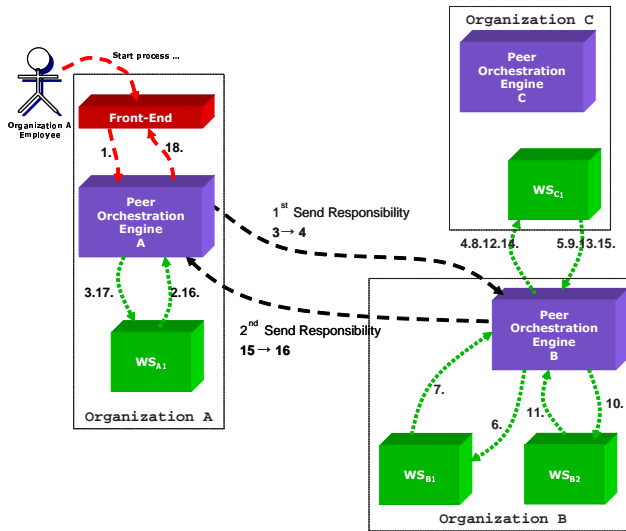 Organization C
Start process ...
Peer
Orchestration
Engine
C
Organization A
Employee
Front-End
1.
18.
WSC1
Peer
Orchestration
Engine
A
1st Send Responsibility
3→4
4.8.12.14.
5.9.13.15.
3.17.
2.16.
Peer
Orchestration
Engine
B
2nd Send Responsibility
15→16
WSA1
7.
6.
11.
10.
Organization A
WSB1
WSB2
Organization B